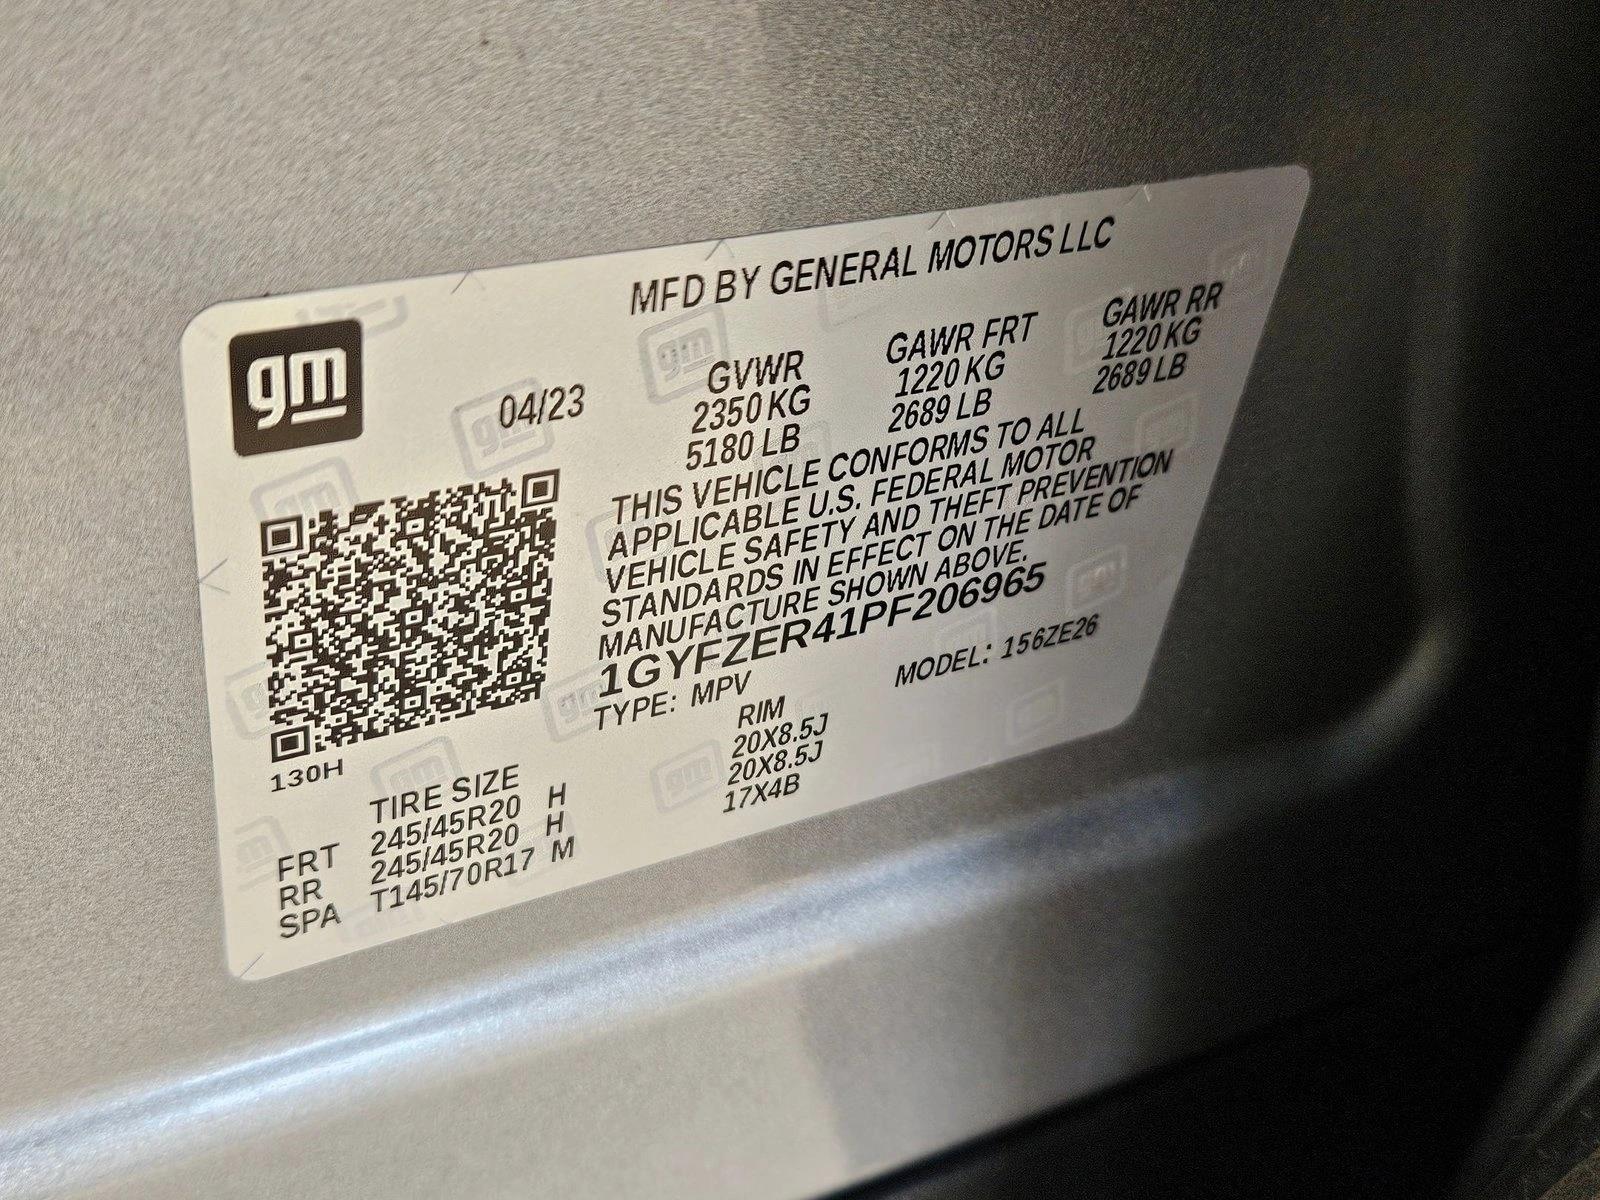 MFD BY GENERAL MOTORS LLC
gm
04/23
GVWR GAWR FRT GAWR RR
2350 KG 1220 KG 1220 KG
5180 LB 2689 LB 2689 LB
THIS VEHICLE CONFORMS TO ALL
APPLICABLE U.S. FEDERAL MOTOR
VEHICLE SAFETY AND THEFT PREVENTION
STANDARDS IN EFFECT ON THE DATE OF
MANUFACTURE SHOWN ABOVE.
1GYFZER41PF206965
TYPE: MPV MODEL: 156ZE26
130H
TIRE SIZE RIM
FRT 245/45R20 H 20X8.5J
RR 245/45R20 H 20X8.5J
SPA T145/70R17 M 17X4B